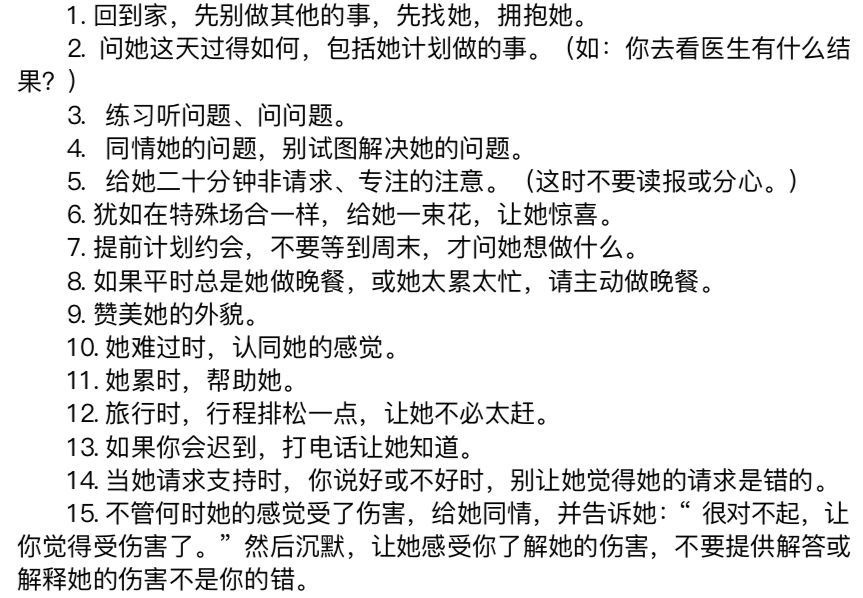 1. 回到家，先别做其他的事，先找她，拥抱她。
2. 问她这天过得如何，包括她计划做的事。（如：你去看医生有什么结
果？）
3. 练习听问题、问问题。
4. 同情她的问题，别试图解决她的问题。
5. 给她二十分钟非请求、专注的注意。（这时不要读报或分心。）
6. 犹如在特殊场合一样，给她一束花，让她惊喜。
7. 提前计划约会，不要等到周末，才问她想做什么。
8. 如果平时总是她做晚餐，或她太累太忙，请主动做晚餐。
9. 赞美她的外貌。
10. 她难过时，认同她的感觉。
11. 她累时，帮助她。
12. 旅行时，行程排松一点，让她不必太赶。
13. 如果你会迟到，打电话让她知道。
14. 当她请求支持时，你说好或不好时，别让她觉得她的请求是错的。
15. 不管何时她的感觉受了伤害，给她同情，并告诉她：“ 很对不起，让
你觉得受伤害了。” 然后沉默，让她感受你了解她的伤害，不要提供解答或
解释她的伤害不是你的错。